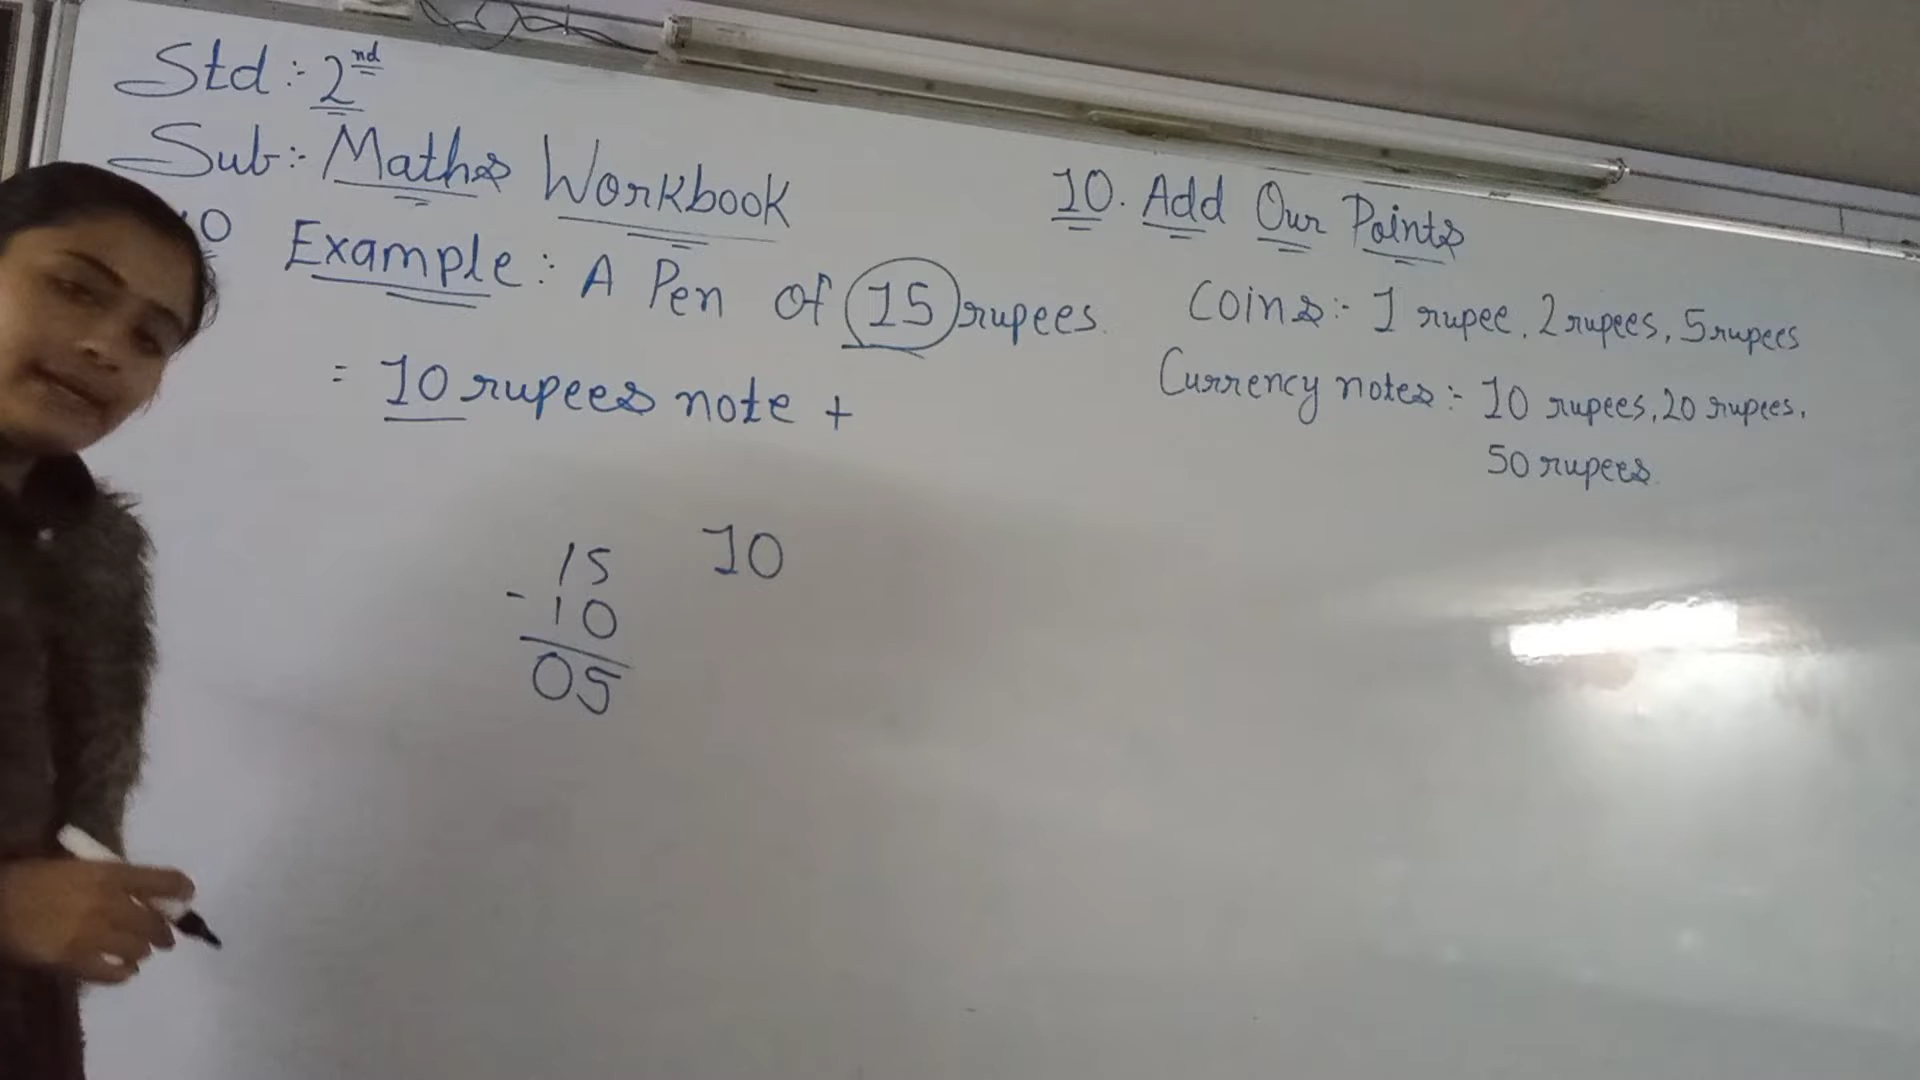 Std :- 2nd
Sub :- Maths Workbook
Example :- A Pen Of 15 rupees.
= 10 rupees note +
15
- 10
05
10
10. Add Our Points
Coins :- 1 rupee, 2 rupees, 5 rupees
Currency notes :- 10 rupees, 20 rupees,
50 rupees.